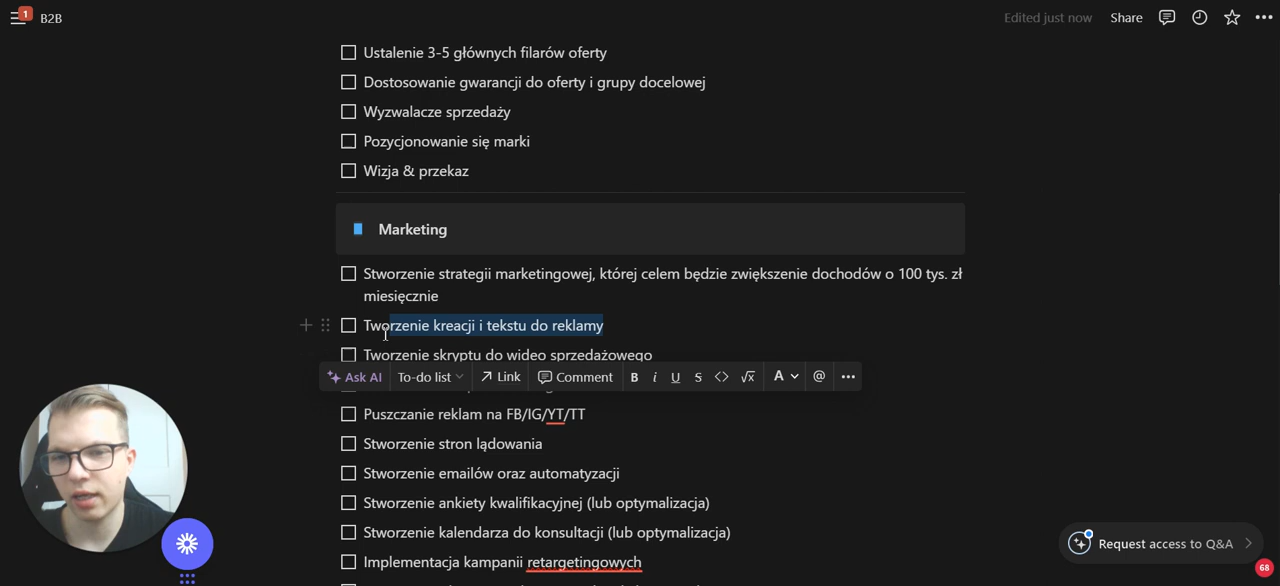 1
B2B
Edited just now
Share
Ustalenie 3-5 głównych filarów oferty
Dostosowanie gwarancji do oferty i grupy docelowej
Wyzwalacze sprzedaży
Pozycjonowanie się marki
Wizja & przekaz
Marketing
Stworzenie strategii marketingowej, której celem będzie zwiększenie dochodów o 100 tys. zł
miesięcznie
Tworzenie kreacji i tekstu do reklamy
Tworzenie skryptu do wideo sprzedażowego
Ask AI To-do list Link Comment B i U S <> √x A @
Puszczanie reklam na FB/IG/YT/TT
Stworzenie stron lądowania
Stworzenie emailów oraz automatyzacji
Stworzenie ankiety kwalifikacyjnej (lub optymalizacja)
Stworzenie kalendarza do konsultacji (lub optymalizacja)
Request access to Q&A
Implementacja kampanii retargetingowych
68